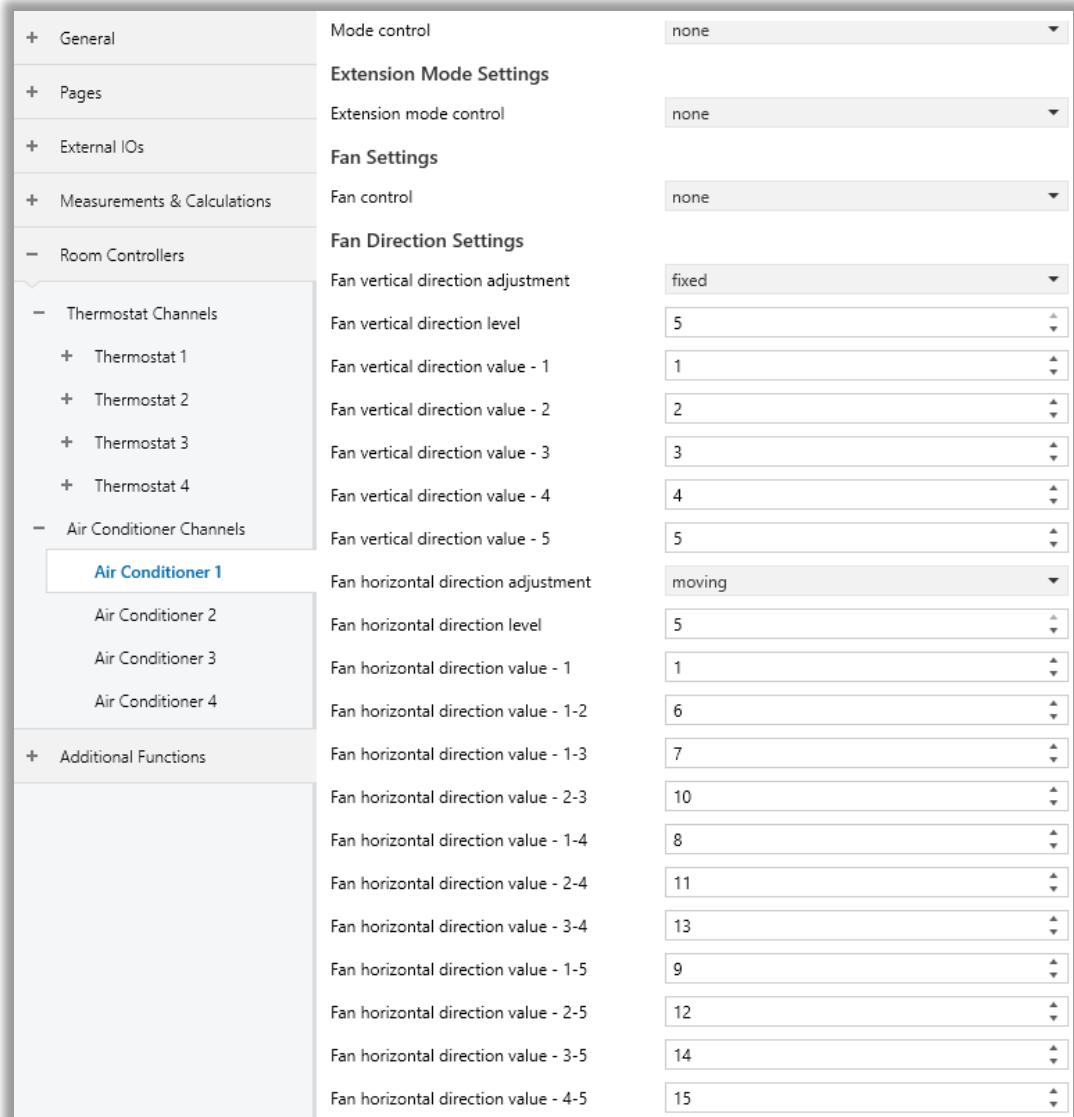 General
Pages
External IOs
Measurements & Calculations
Room Controllers
Thermostat Channels
Thermostat 1
Thermostat 2
Thermostat 3
Thermostat 4
Air Conditioner Channels
Air Conditioner 1
Air Conditioner 2
Air Conditioner 3
Air Conditioner 4
Additional Functions
Mode control none
Extension Mode Settings
Extension mode control none
Fan Settings
Fan control none
Fan Direction Settings
Fan vertical direction adjustment fixed
Fan vertical direction level 5
Fan vertical direction value - 1 1
Fan vertical direction value - 2 2
Fan vertical direction value - 3 3
Fan vertical direction value - 4 4
Fan vertical direction value - 5 5
Fan horizontal direction adjustment moving
Fan horizontal direction level 5
Fan horizontal direction value - 1 1
Fan horizontal direction value - 1-2 6
Fan horizontal direction value - 1-3 7
Fan horizontal direction value - 2-3 10
Fan horizontal direction value - 1-4 8
Fan horizontal direction value - 2-4 11
Fan horizontal direction value - 3-4 13
Fan horizontal direction value - 1-5 9
Fan horizontal direction value - 2-5 12
Fan horizontal direction value - 3-5 14
Fan horizontal direction value - 4-5 15